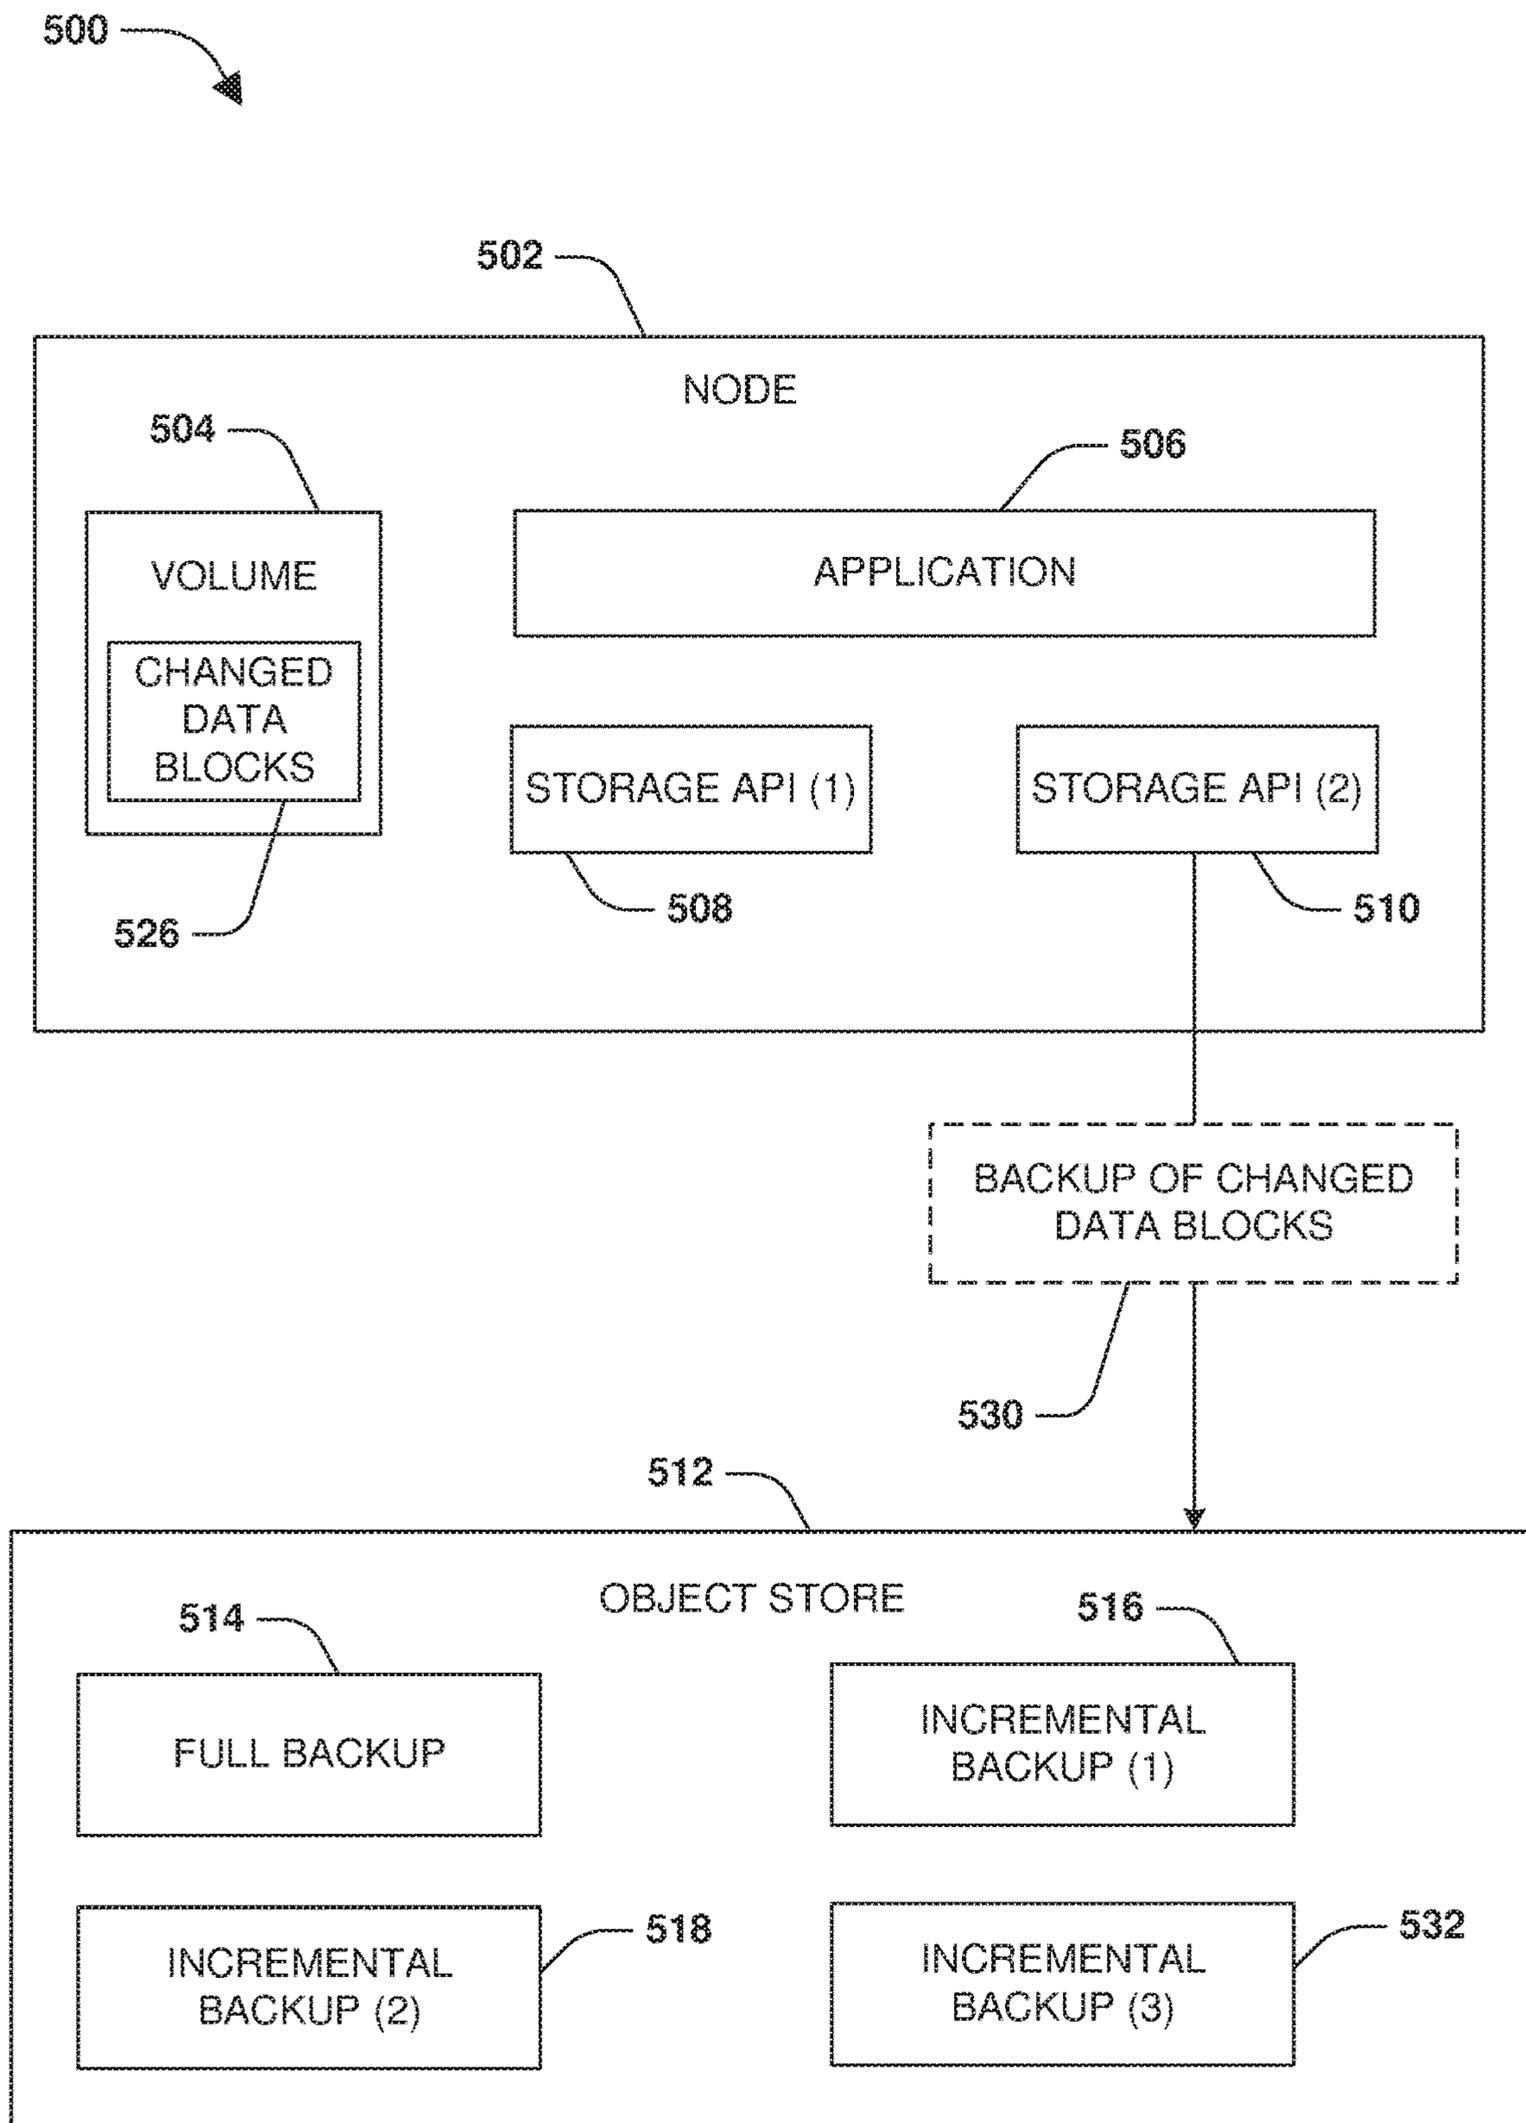 500
502
NODE
504
506
VOLUME
APPLICATION
CHANGED
DATA
BLOCKS
STORAGE API (1)
STORAGE API (2)
508
510
526
BACKUP OF CHANGED
DATA BLOCKS
530
512
OBJECT STORE
514
516
FULL BACKUP
INCREMENTAL
BACKUP (1)
518
532
INCREMENTAL
BACKUP (2)
INCREMENTAL
BACKUP (3)